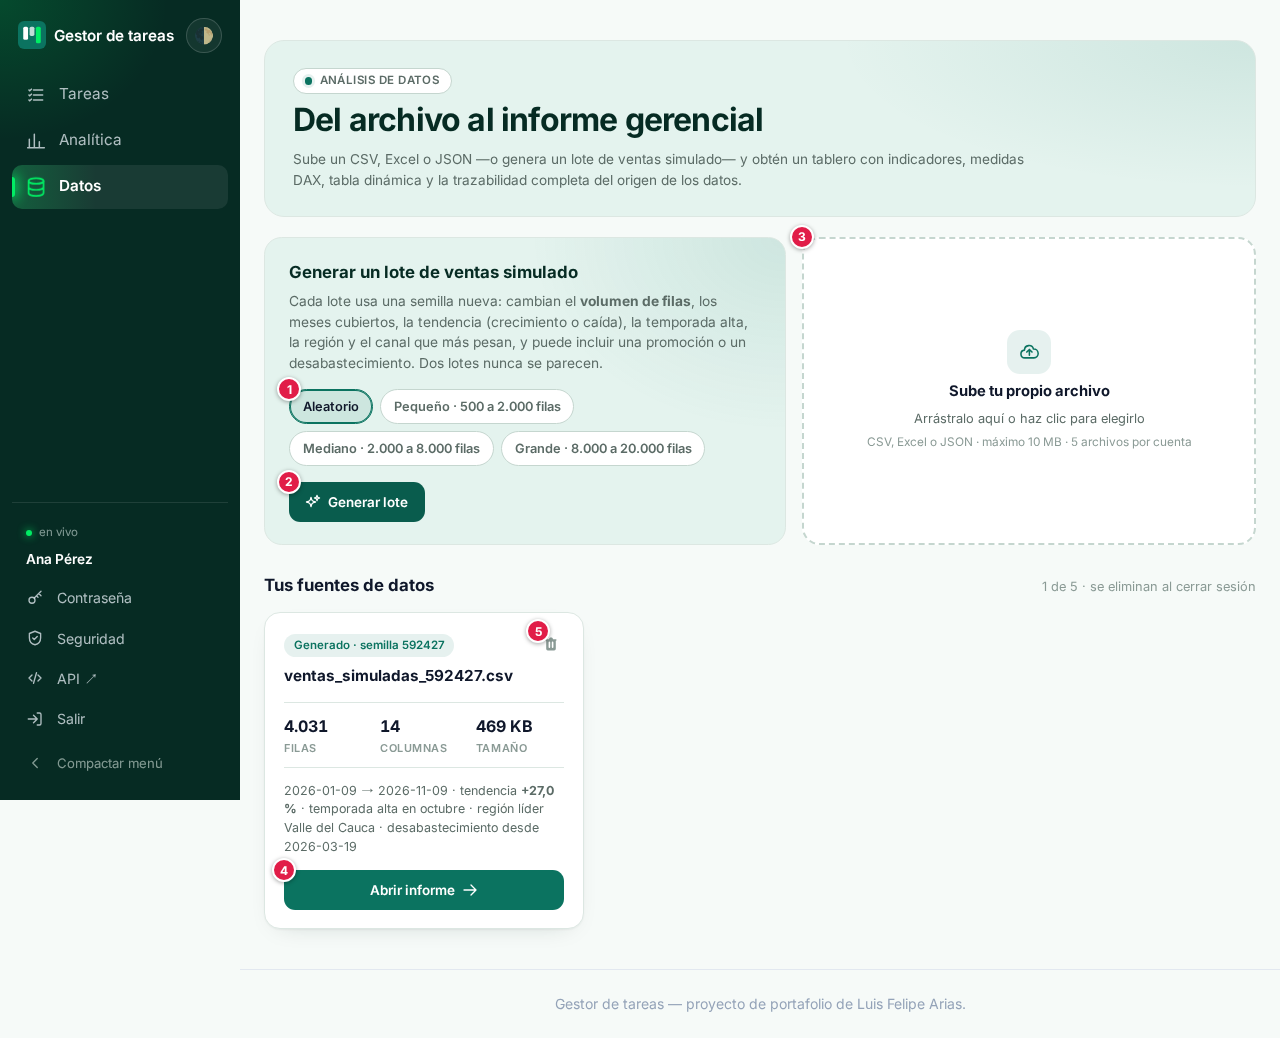 Gestor de tareas
Tareas
Analítica
Datos
en vivo
Ana Pérez
Contraseña
Seguridad
API ↗
Salir
Compactar menú
ANÁLISIS DE DATOS
Del archivo al informe gerencial
Sube un CSV, Excel o JSON —o genera un lote de ventas simulado— y obtén un tablero con indicadores, medidas
DAX, tabla dinámica y la trazabilidad completa del origen de los datos.
Generar un lote de ventas simulado
Cada lote usa una semilla nueva: cambian el volumen de filas, los
meses cubiertos, la tendencia (crecimiento o caída), la temporada alta,
la región y el canal que más pesan, y puede incluir una promoción o un
desabastecimiento. Dos lotes nunca se parecen.
1
Aleatorio
Pequeño · 500 a 2.000 filas
Mediano · 2.000 a 8.000 filas
Grande · 8.000 a 20.000 filas
2
Generar lote
3
Sube tu propio archivo
Arrástralo aquí o haz clic para elegirlo
CSV, Excel o JSON · máximo 10 MB · 5 archivos por cuenta
Tus fuentes de datos
1 de 5 · se eliminan al cerrar sesión
Generado · semilla 592427
5
ventas_simuladas_592427.csv
4.031
FILAS
14
COLUMNAS
469 KB
TAMAÑO
2026-01-09 → 2026-11-09 · tendencia +27,0
% · temporada alta en octubre · región líder
Valle del Cauca · desabastecimiento desde
2026-03-19
4
Abrir informe →
Gestor de tareas — proyecto de portafolio de Luis Felipe Arias.